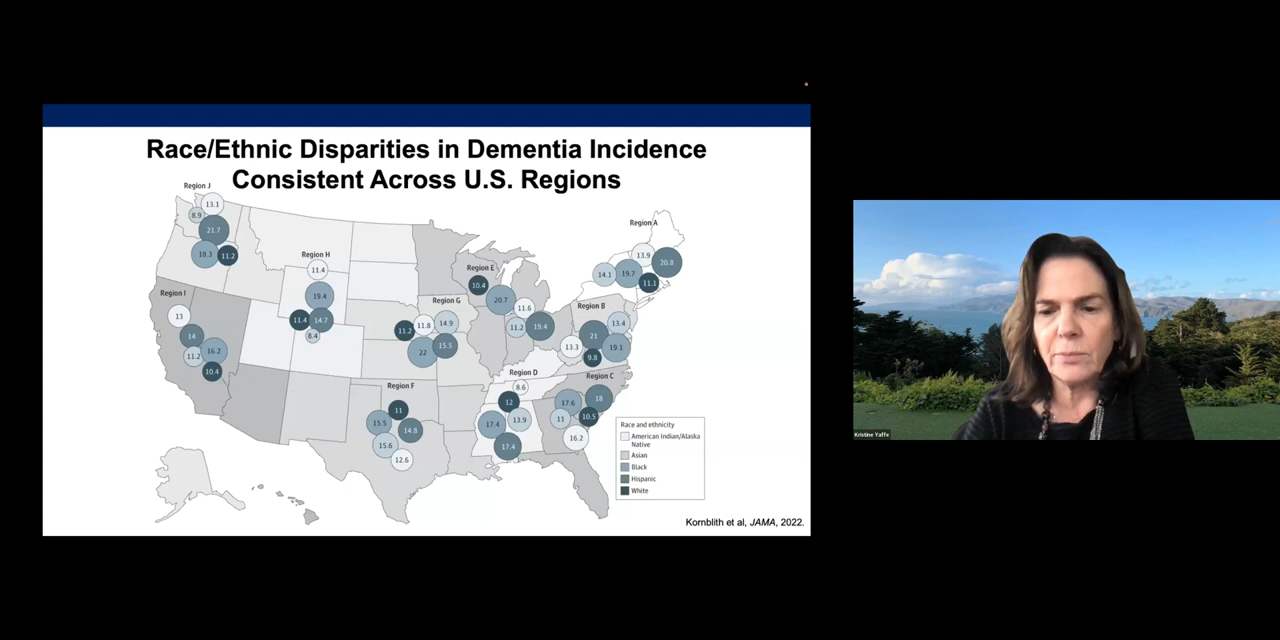 Race/Ethnic Disparities in Dementia Incidence
Consistent Across U.S. Regions
Region J
13.1
8.9
21.7
18.3
11.2
Region H
11.4
19.4
11.4
14.7
8.4
Region I
13
14
11.2
16.2
10.4
Region G
11.2
11.8
14.9
22
15.5
Region E
10.4
20.7
11.6
11.2
19.4
Region A
13.9
20.8
14.1
19.7
11.1
Region B
13.4
21
13.3
19.1
9.8
Region F
11
15.5
14.8
15.6
12.6
Region D
8.6
12
17.4
13.9
17.4
Region C
17.6
18
11
10.5
16.2
Race and ethnicity
American Indian/Alaska
Native
Asian
Black
Hispanic
White
Kornblith et al, JAMA, 2022.
Kristine Yaffe